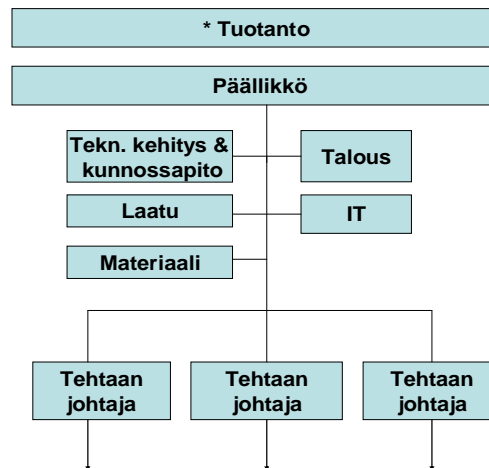 * Tuotanto
Päällikkö
Tekn. kehitys &
kunnossapito
Talous
Laatu
IT
Materiaali
Tehtaan
johtaja
Tehtaan
johtaja
Tehtaan
johtaja